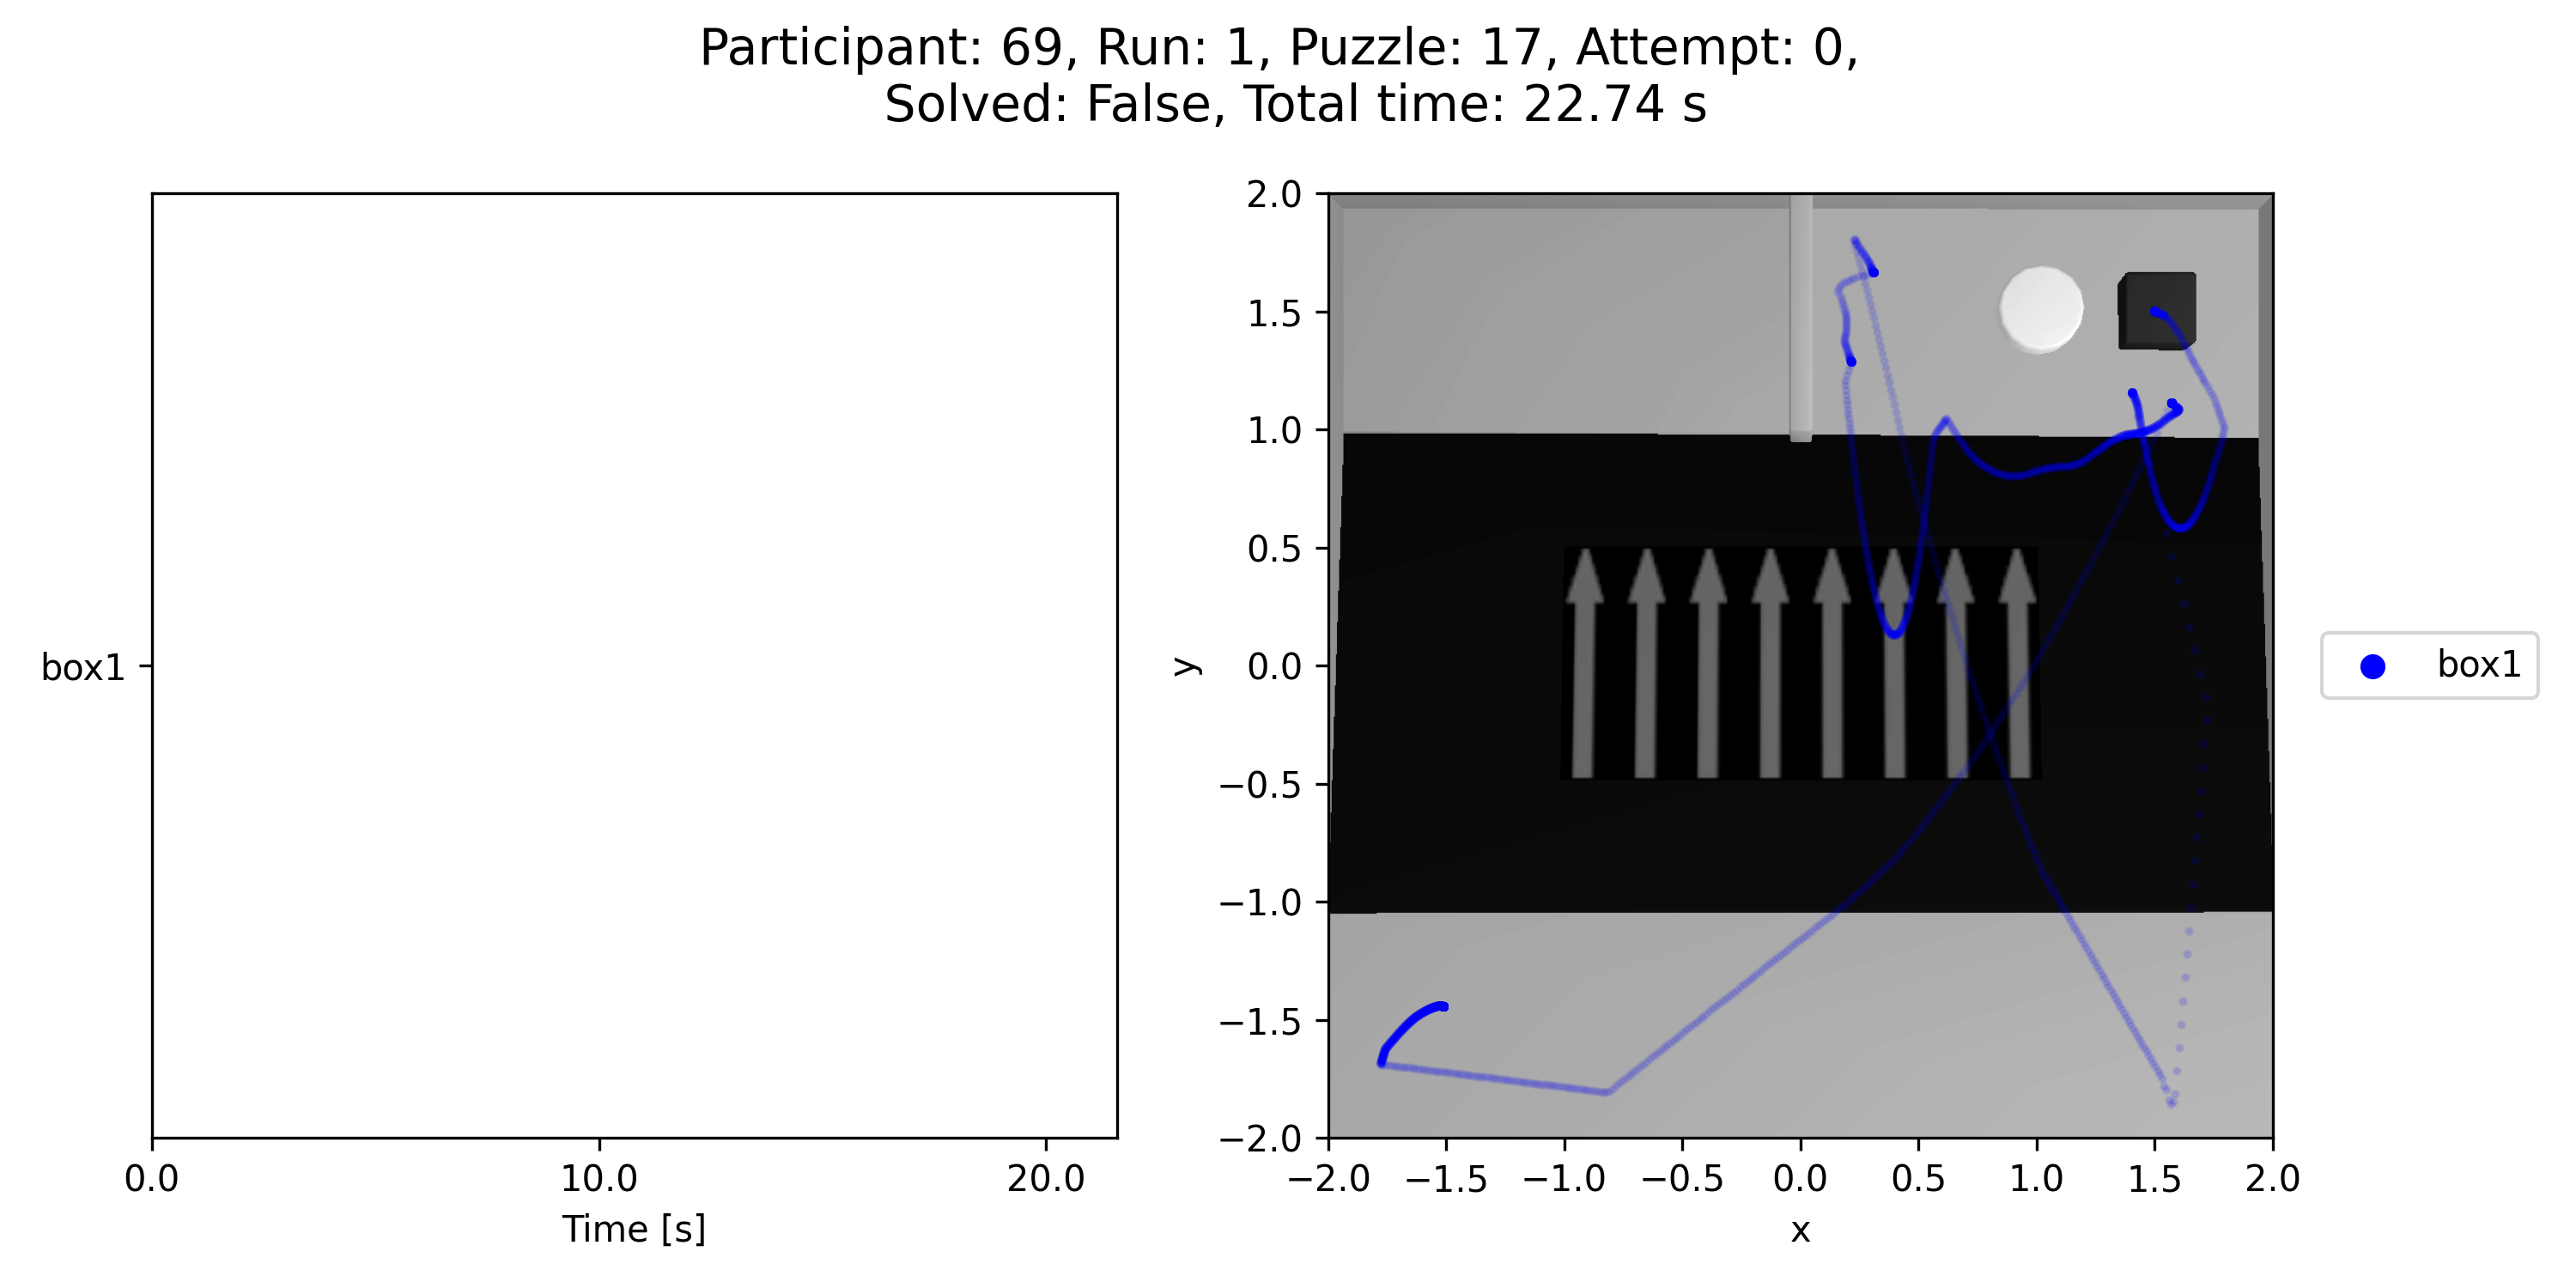 Participant: 69, Run: 1, Puzzle: 17, Attempt: 0,
Solved: False, Total time: 22.74 s
box1
0.0 10.0 20.0
Time [s]
2.0
1.5
1.0
0.5
0.0
−0.5
−1.0
−1.5
−2.0
y
−2.0 −1.5 −1.0 −0.5 0.0 0.5 1.0 1.5 2.0
x
box1